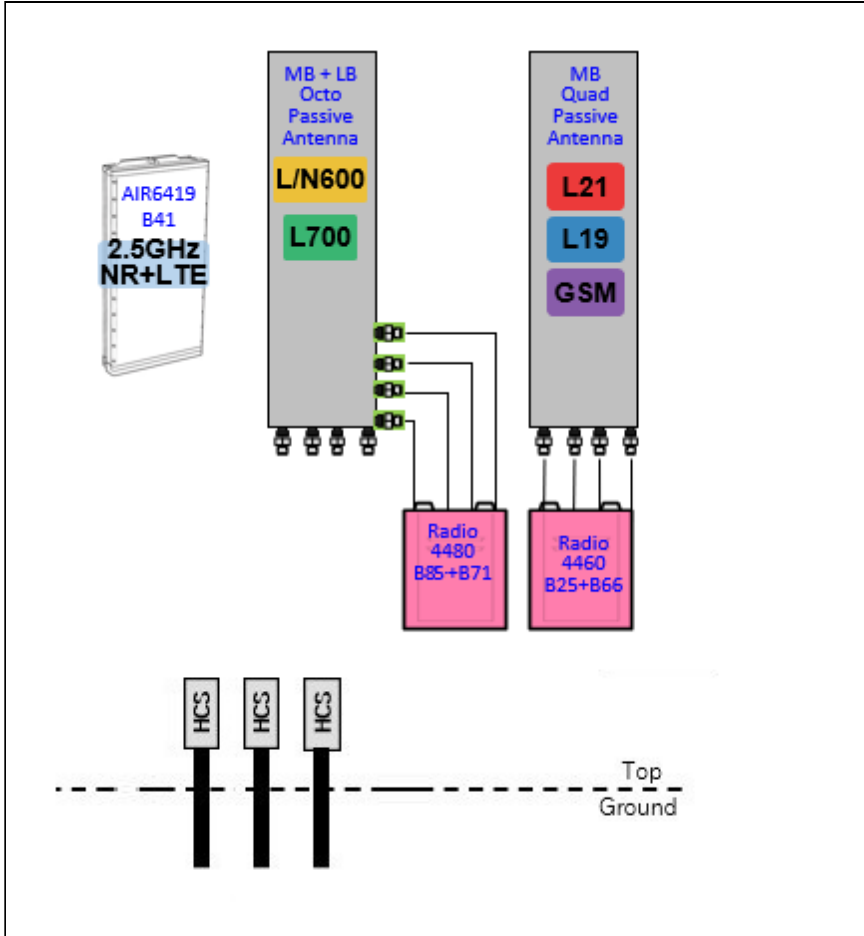 MB + LB
Octo
Passive
Antenna
L/N600
L700
MB
Quad
Passive
Antenna
L21
L19
GSM
AIR6419
B41
2.5GHz
NR+LTE
Radio
4480
B85+B71
Radio
4460
B25+B66
HCS
HCS
HCS
Top
Ground